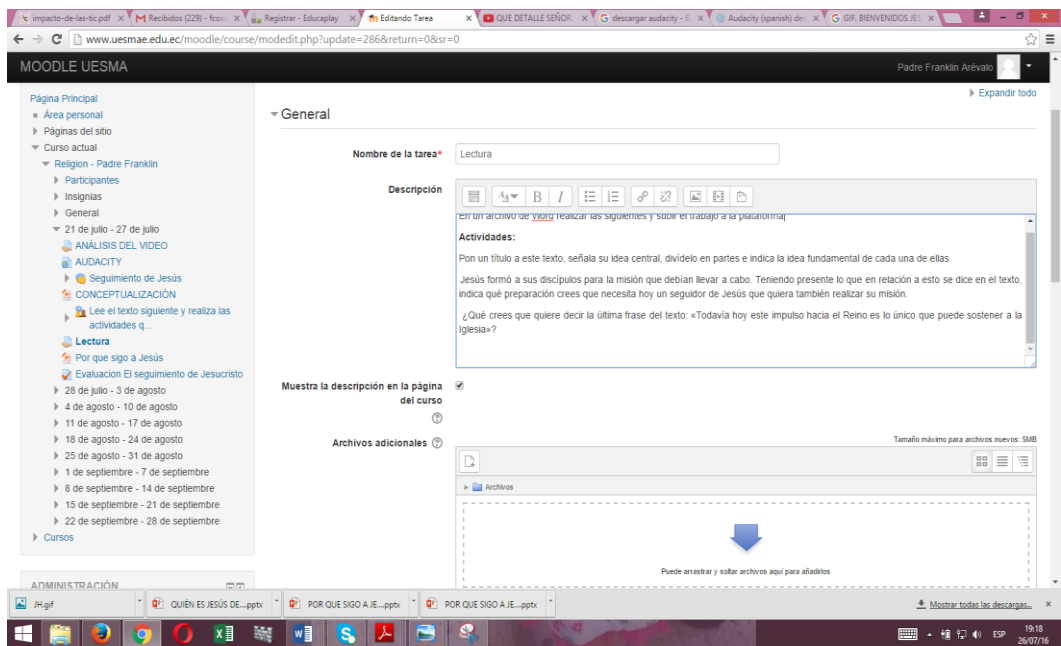 impacto-de-las-tic.pdf
Recibidos (229) - fcox
Registrar - Educaplay
Editando Tarea
QUE DETALLE SEÑOR.
descargar audacity - B
Audacity (spanish) de
GIF. BIENVENIDOS JE
www.uesmae.edu.ec/moodle/course/modedit.php?update=286&return=0&sr=0
MOODLE UESMA
Padre Franklin Arévalo
Página Principal
Área personal
Páginas del sitio
Curso actual
Religion - Padre Franklin
Participantes
Insignias
General
21 de julio - 27 de julio
ANÁLISIS DEL VIDEO
AUDACITY
Seguimiento de Jesús
CONCEPTUALIZACIÓN
Lee el texto siguiente y realiza las
actividades q...
Lectura
Por que sigo a Jesús
Evaluacion El seguimiento de Jesucristo
28 de julio - 3 de agosto
4 de agosto - 10 de agosto
11 de agosto - 17 de agosto
18 de agosto - 24 de agosto
25 de agosto - 31 de agosto
1 de septiembre - 7 de septiembre
8 de septiembre - 14 de septiembre
15 de septiembre - 21 de septiembre
22 de septiembre - 28 de septiembre
Cursos
ADMINISTRACIÓN
Expandir todo
General
Nombre de la tarea*
Lectura
Descripción
En un archivo de Word realizar las siguientes y subir el trabajo a la plataforma
Actividades:
Pon un título a este texto, señala su idea central, divídelo en partes e indica la idea fundamental de cada una de ellas.
Jesús formó a sus discípulos para la misión que debían llevar a cabo. Teniendo presente lo que en relación a esto se dice en el texto,
indica qué preparación crees que necesita hoy un seguidor de Jesús que quiera también realizar su misión.
¿Qué crees que quiere decir la última frase del texto: «Todavía hoy este impulso hacia el Reino es lo único que puede sostener a la
Iglesia»?
Muestra la descripción en la página
del curso
Archivos adicionales
Tamaño máximo para archivos nuevos: 5MB
Archivos
Puede arrastrar y soltar archivos aquí para añadirlos
JH.gif
QUIÉN ES JESÚS DE....pptx
POR QUE SIGO A JE....pptx
POR QUE SIGO A JE....pptx
Mostrar todas las descargas...
ESP
19:18
26/07/16